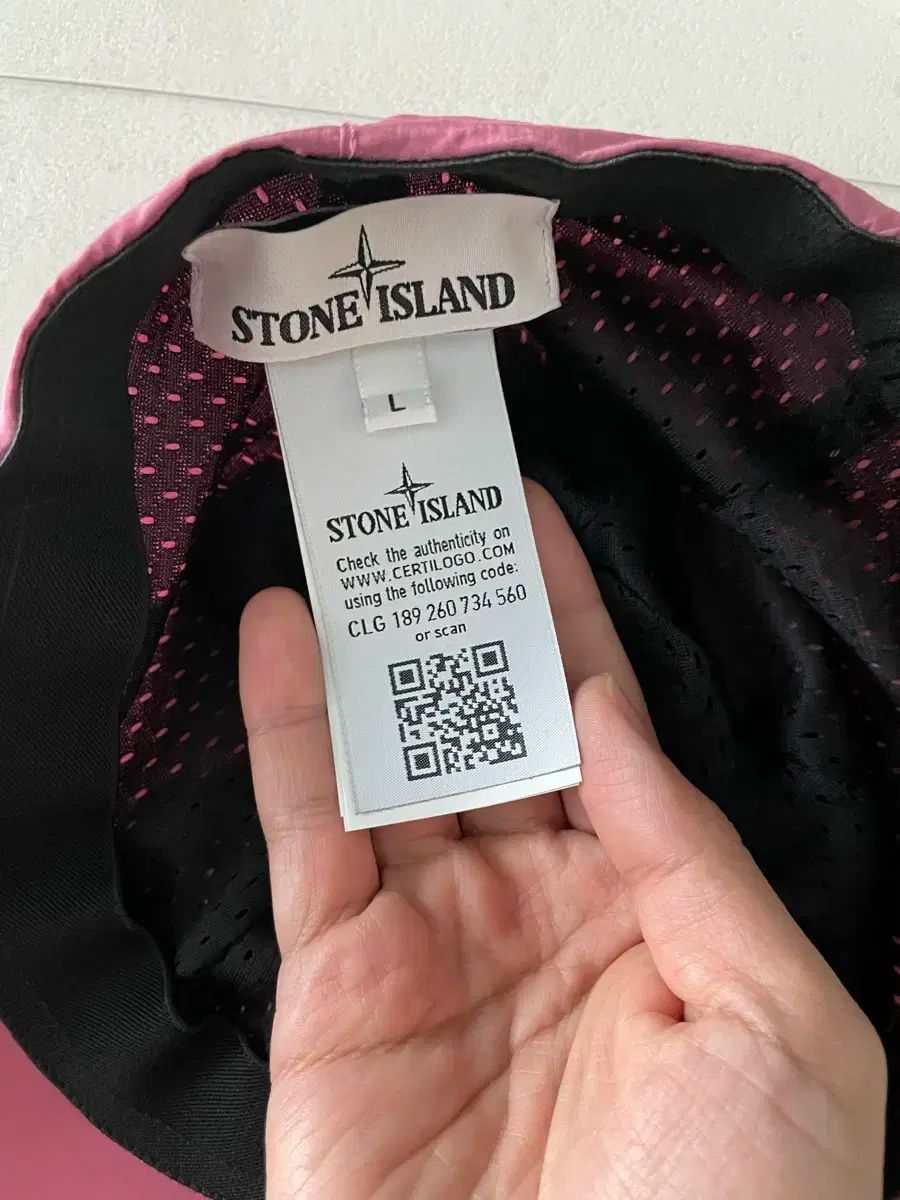 STONE ISLAND
L
STONE ISLAND
Check the authenticity on
WWW.CERTILOGO.COM
using the following code:
CLG 189 260 734 560
or scan